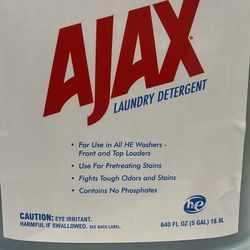 AJAX
LAUNDRY DETERGENT
• For Use in All HE Washers -
Front and Top Loaders
• Use For Pretreating Stains
• Fights Tough Odors and Stains
• Contains No Phosphates
he
CAUTION: EYE IRRITANT.
HARMFUL IF SWALLOWED. SEE BACK LABEL.
640 FL OZ (5 GAL) 18.9L